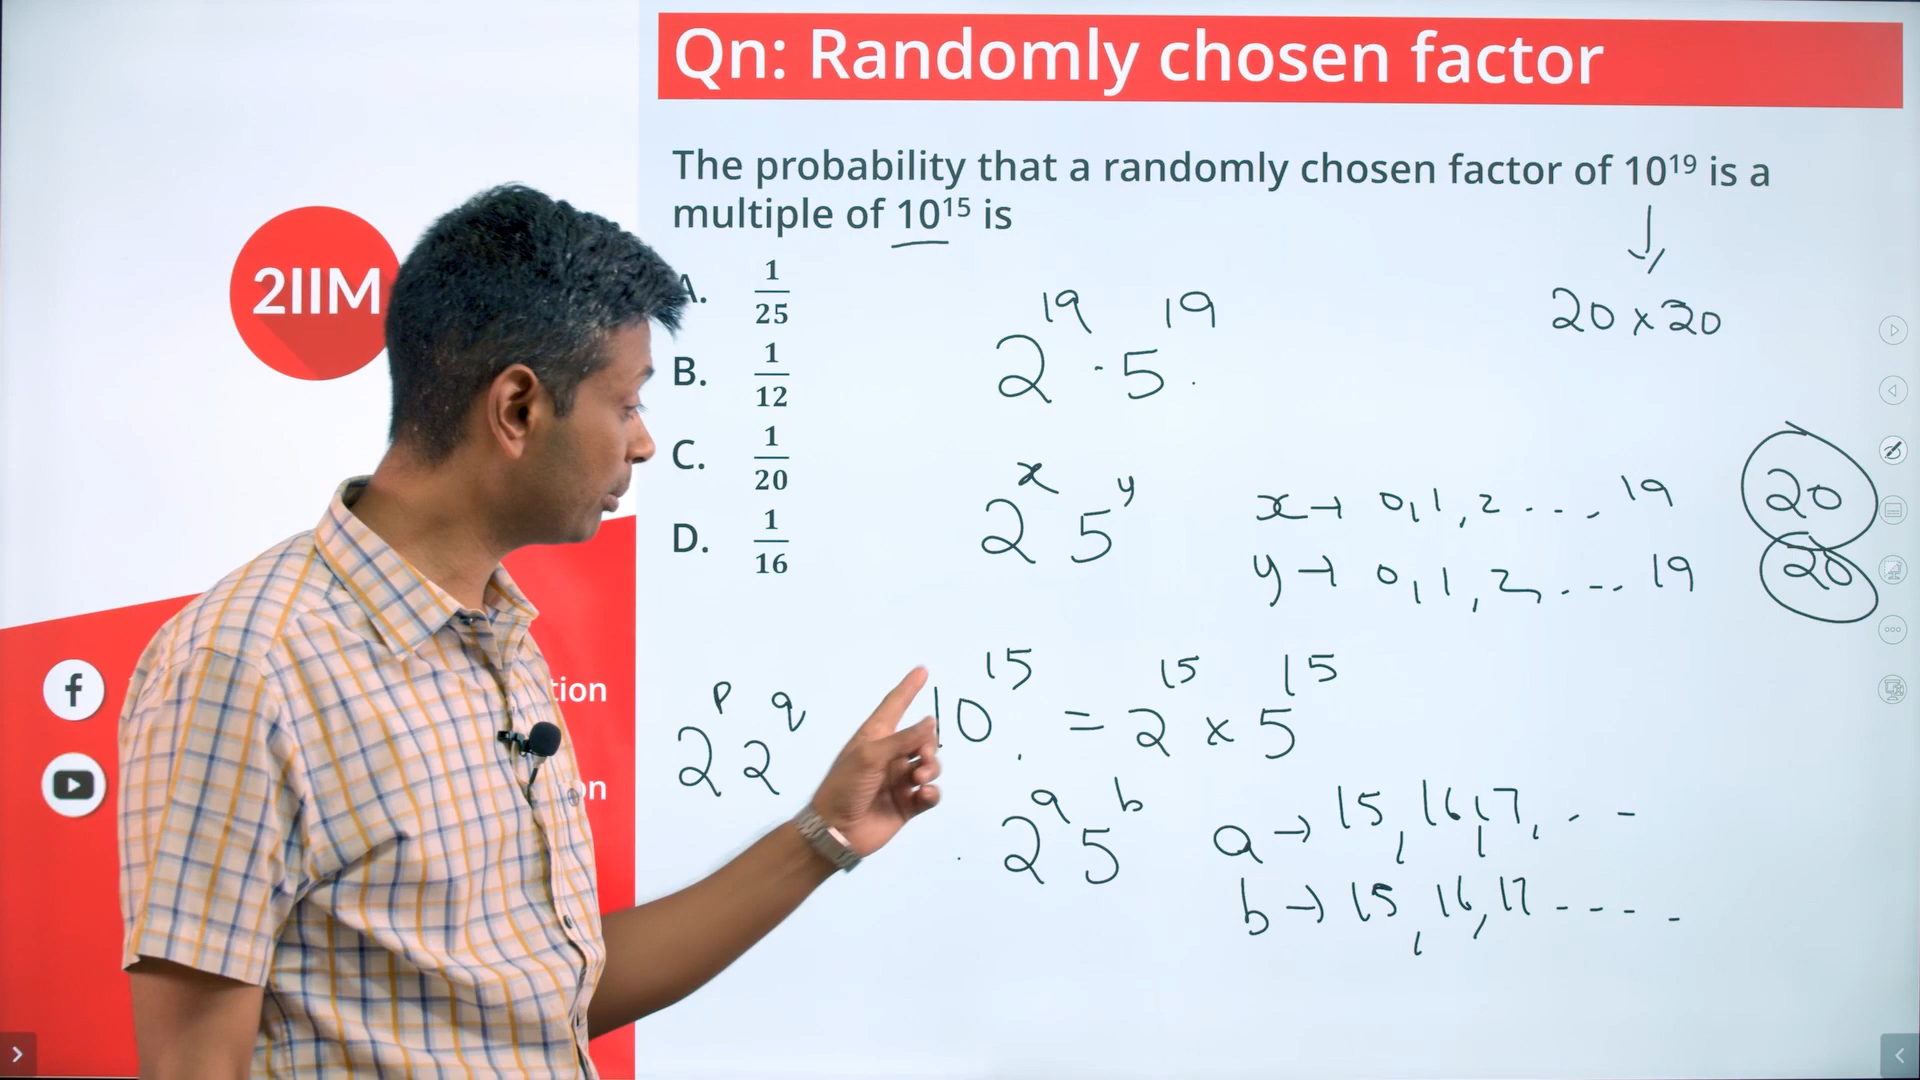 Qn: Randomly chosen factor
The probability that a randomly chosen factor of 10¹⁹ is a
multiple of 10¹⁵ is
2IIM
A. 1/25
B. 1/12
C. 1/20
D. 1/16
20 x 20
2¹⁹ · 5¹⁹
2ˣ 5ʸ
x → 0, 1, 2 . . . , 19
20
y → 0, 1, 2, . . . 19
20
10¹⁵ = 2¹⁵ x 5¹⁵
2ᵖ 2^q
2ᵃ 5ᵇ
a → 15, 16, 17, . -
b → 15, 16, 17 - - - -
f
tion